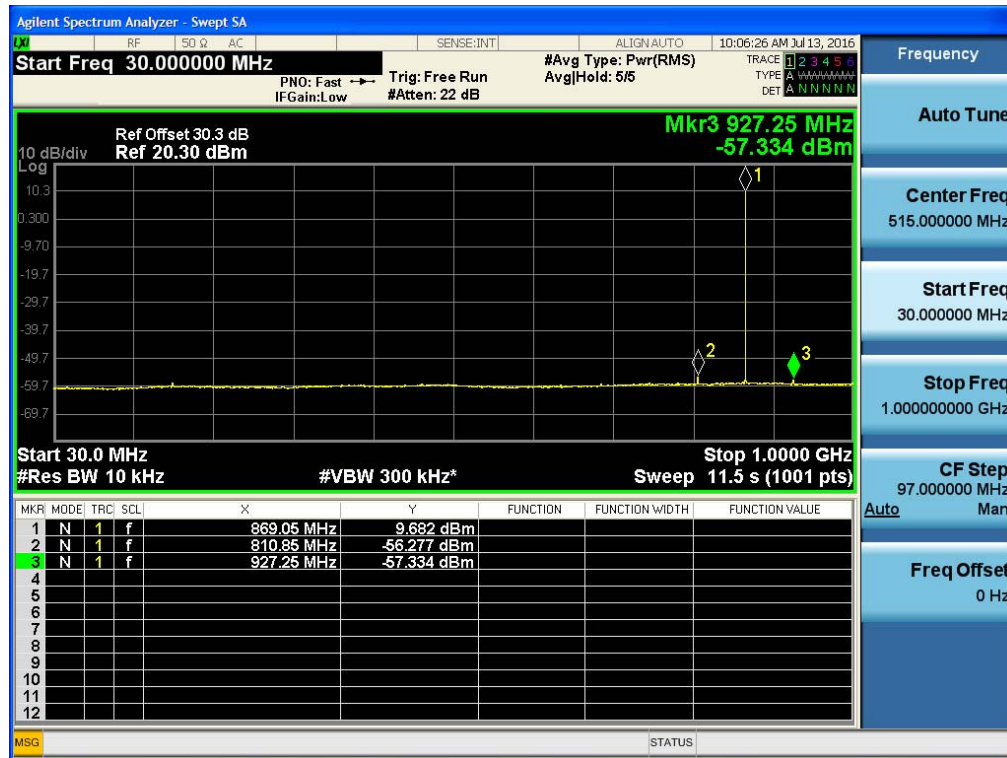 Agilent Spectrum Analyzer - Swept SA
LXI RF 50 Ω AC SENSE:INT ALIGN AUTO 10:06:26 AM Jul 13, 2016
Start Freq 30.000000 MHz
#Avg Type: Pwr(RMS)
TRACE 1 2 3 4 5 6
PNO: Fast
Trig: Free Run
Avg|Hold: 5/5
TYPE A
IFGain:Low
#Atten: 22 dB
DET A N N N N N
Mkr3 927.25 MHz
-57.334 dBm
Ref Offset 30.3 dB
10 dB/div Ref 20.30 dBm
Log
1
10.3
0.300
-9.70
-19.7
-29.7
-39.7
-49.7
2
3
-59.7
-69.7
Start 30.0 MHz Stop 1.0000 GHz
#Res BW 10 kHz #VBW 300 kHz* Sweep 11.5 s (1001 pts)
MKR MODE TRC SCL X Y FUNCTION FUNCTION WIDTH FUNCTION VALUE
1 N 1 f 869.05 MHz 9.682 dBm
2 N 1 f 810.85 MHz -56.277 dBm
3 N 1 f 927.25 MHz -57.334 dBm
4
5
6
7
8
9
10
11
12
MSG STATUS
Frequency
Auto Tune
Center Freq
515.000000 MHz
Start Freq
30.000000 MHz
Stop Freq
1.000000000 GHz
CF Step
97.000000 MHz
Auto Man
Freq Offset
0 Hz